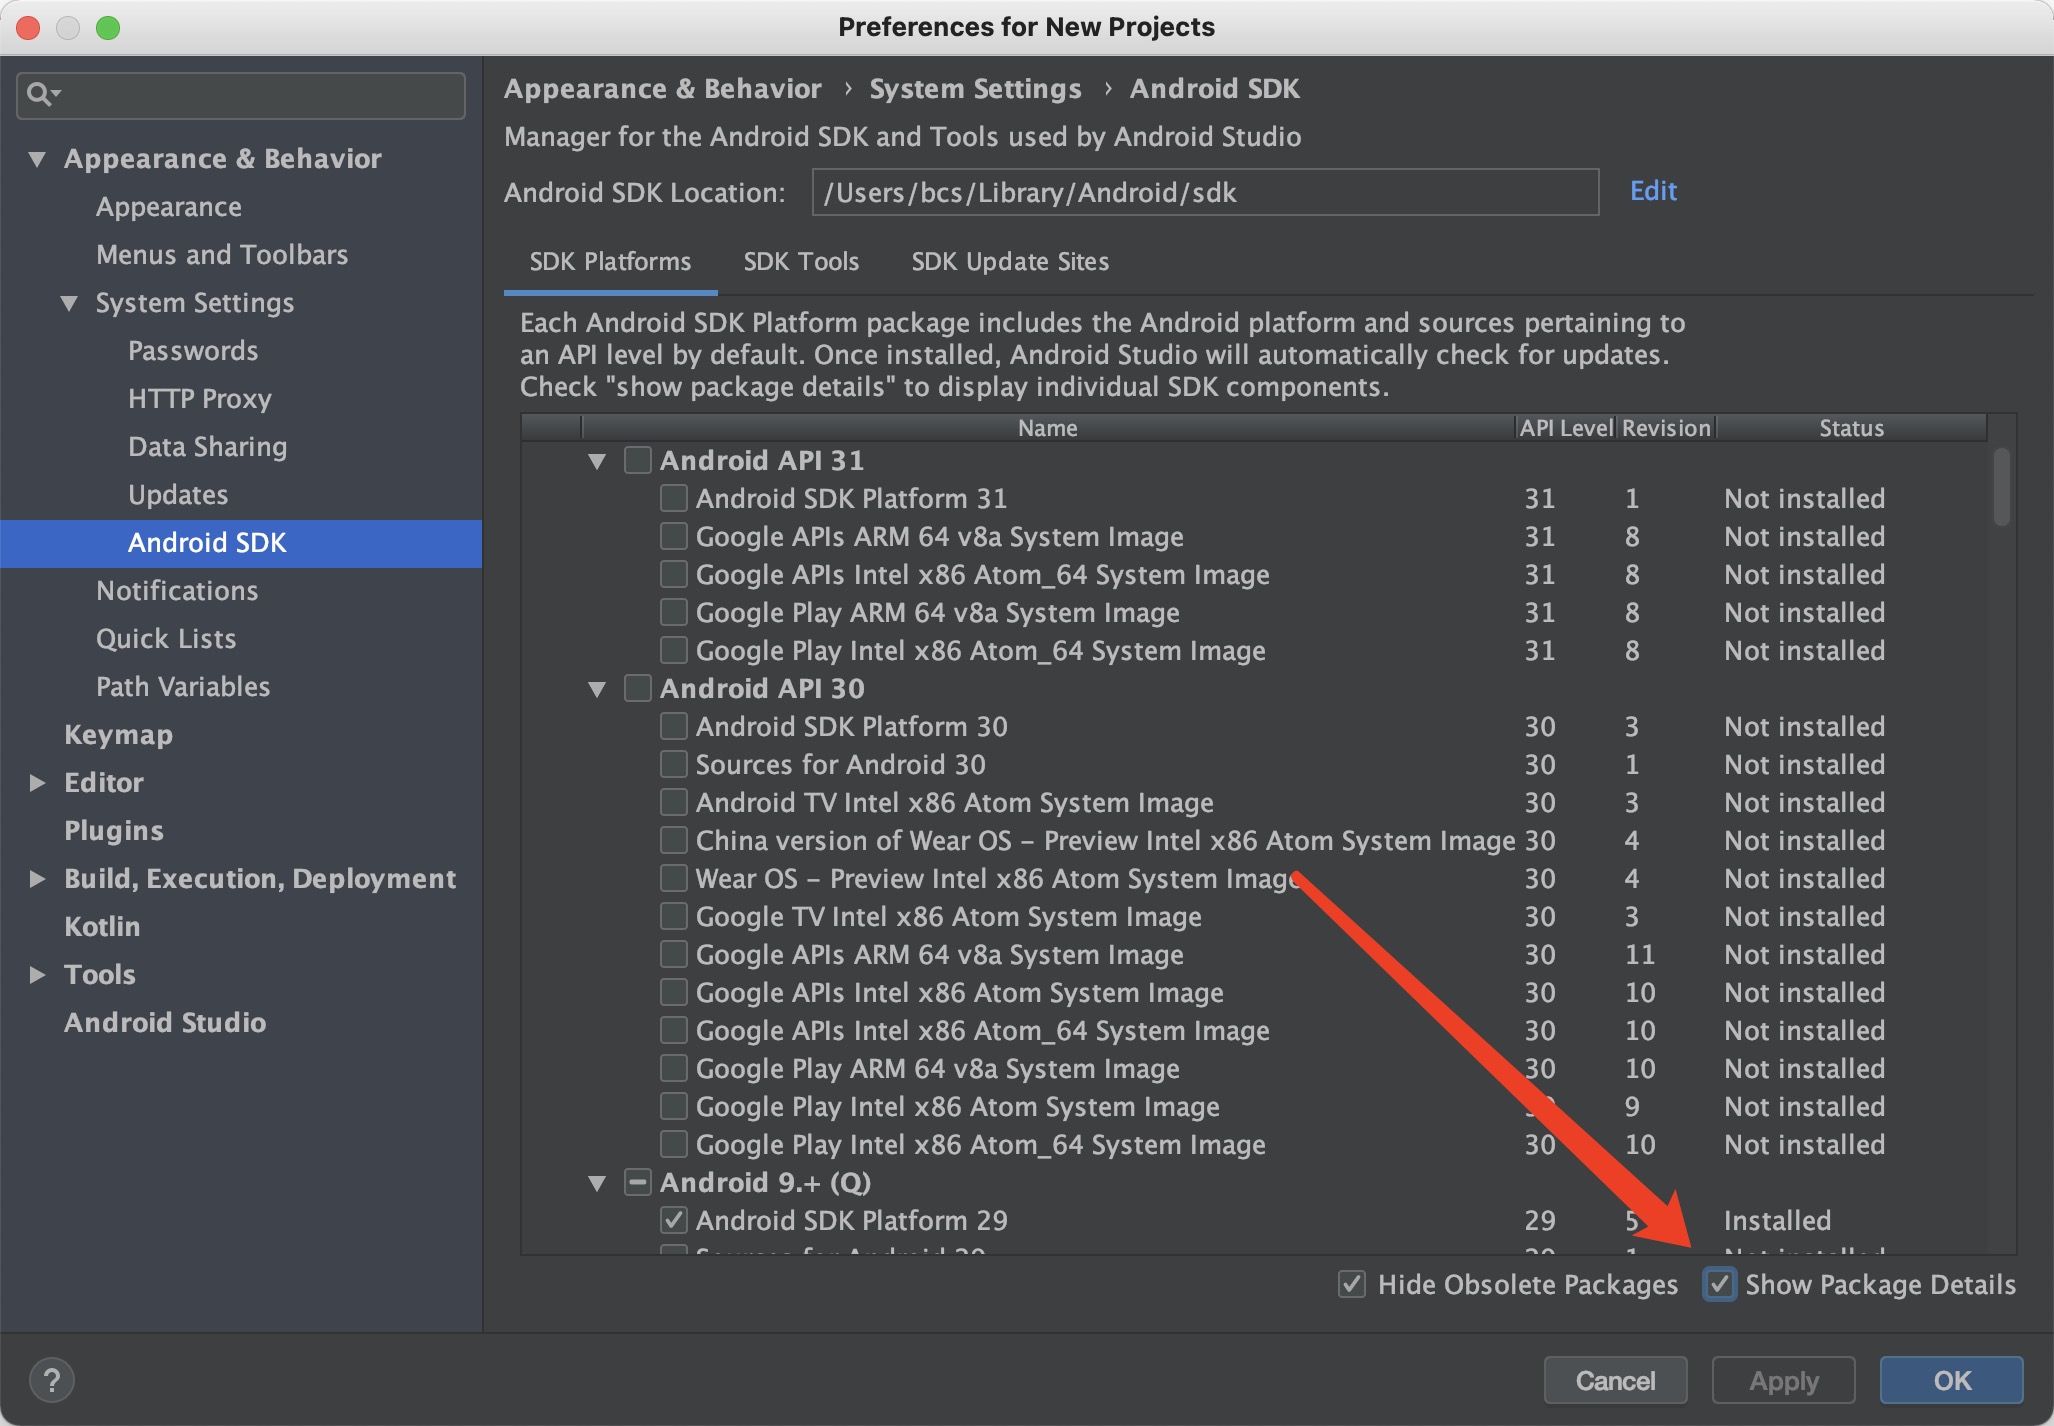 Preferences for New Projects
Appearance & Behavior
Appearance
Menus and Toolbars
System Settings
Passwords
HTTP Proxy
Data Sharing
Updates
Android SDK
Notifications
Quick Lists
Path Variables
Keymap
Editor
Plugins
Build, Execution, Deployment
Kotlin
Tools
Android Studio
Appearance & Behavior › System Settings › Android SDK
Manager for the Android SDK and Tools used by Android Studio
Android SDK Location: /Users/bcs/Library/Android/sdk Edit
SDK Platforms SDK Tools SDK Update Sites
Each Android SDK Platform package includes the Android platform and sources pertaining to
an API level by default. Once installed, Android Studio will automatically check for updates.
Check "show package details" to display individual SDK components.
Name API Level Revision Status
Android API 31
Android SDK Platform 31 31 1 Not installed
Google APIs ARM 64 v8a System Image 31 8 Not installed
Google APIs Intel x86 Atom_64 System Image 31 8 Not installed
Google Play ARM 64 v8a System Image 31 8 Not installed
Google Play Intel x86 Atom_64 System Image 31 8 Not installed
Android API 30
Android SDK Platform 30 30 3 Not installed
Sources for Android 30 30 1 Not installed
Android TV Intel x86 Atom System Image 30 3 Not installed
China version of Wear OS – Preview Intel x86 Atom System Image 30 4 Not installed
Wear OS – Preview Intel x86 Atom System Image 30 4 Not installed
Google TV Intel x86 Atom System Image 30 3 Not installed
Google APIs ARM 64 v8a System Image 30 11 Not installed
Google APIs Intel x86 Atom System Image 30 10 Not installed
Google APIs Intel x86 Atom_64 System Image 30 10 Not installed
Google Play ARM 64 v8a System Image 30 10 Not installed
Google Play Intel x86 Atom System Image 30 9 Not installed
Google Play Intel x86 Atom_64 System Image 30 10 Not installed
Android 9.+ (Q)
Android SDK Platform 29 29 5 Installed
Hide Obsolete Packages Show Package Details
? Cancel Apply OK